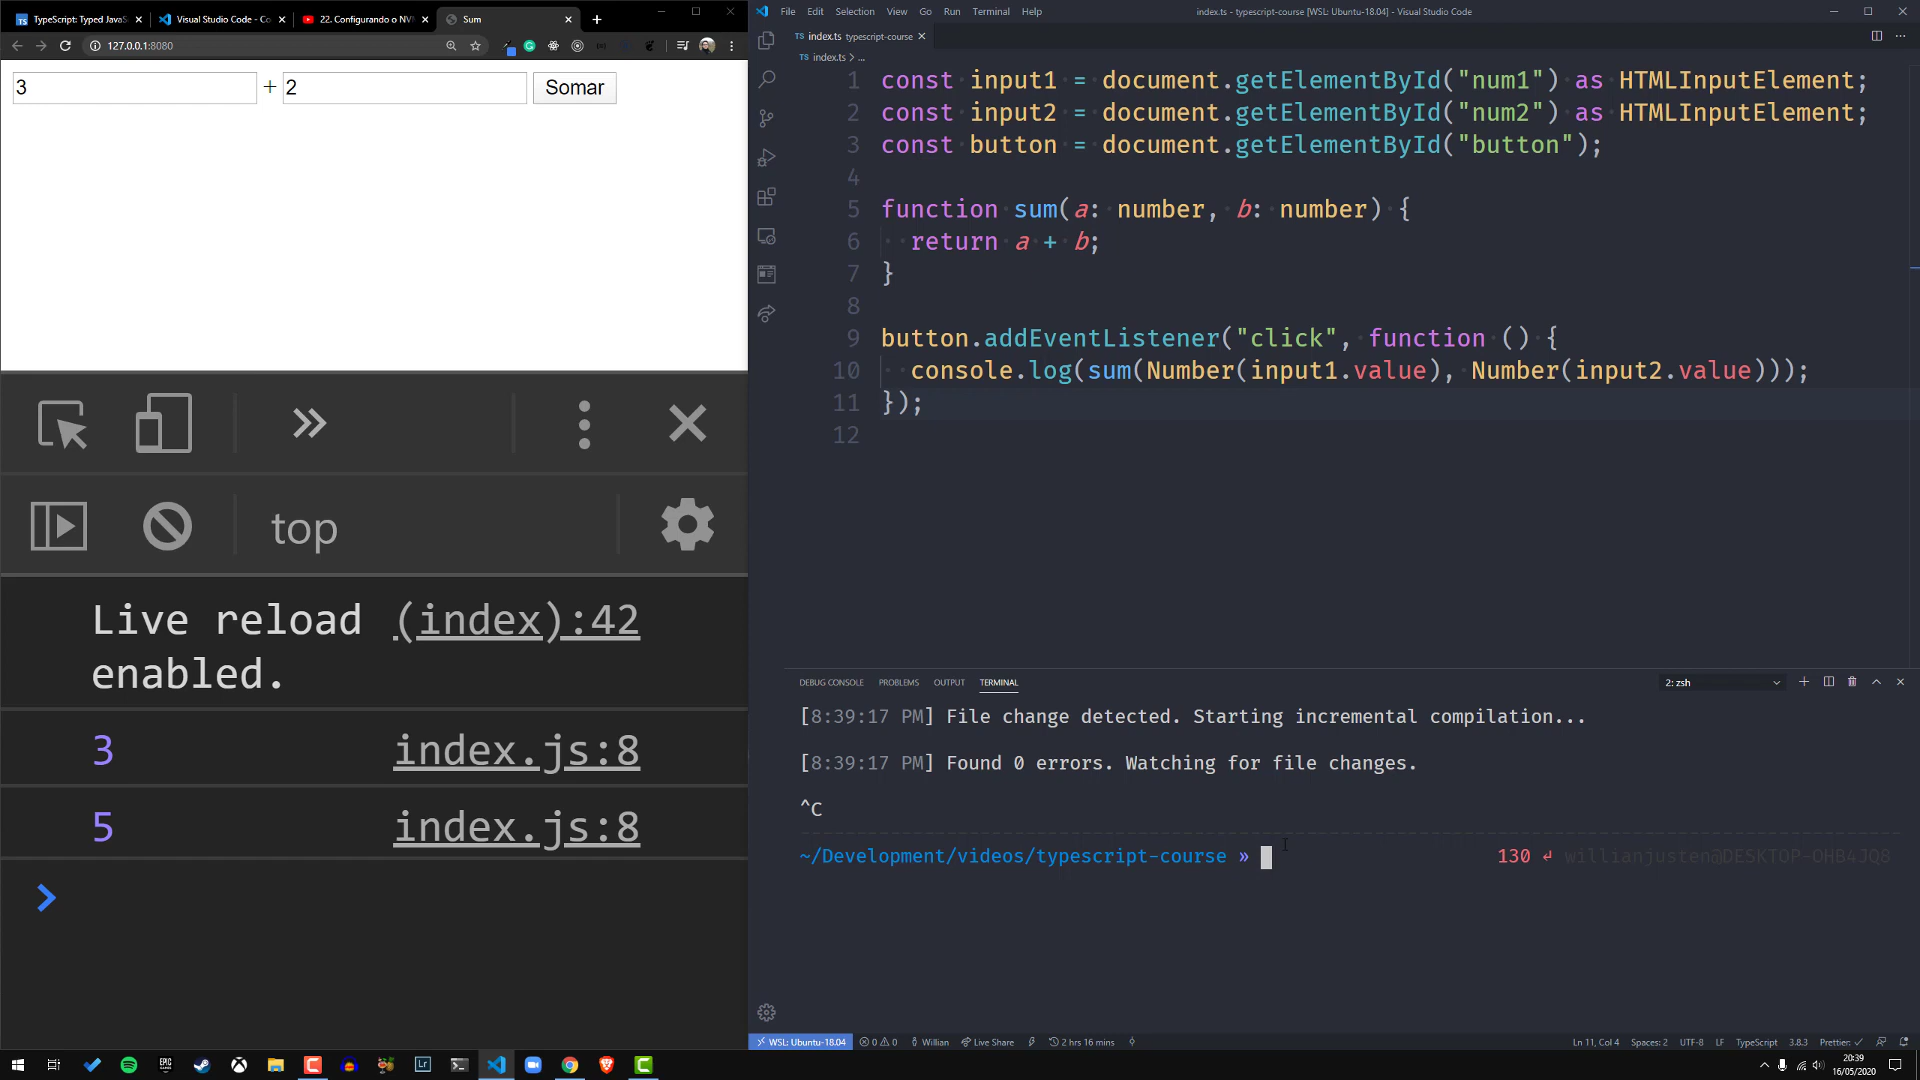 TypeScript: Typed JavaS
Visual Studio Code - Co
22. Configurando o NV
Sum
127.0.0.1:8080
3 + 2 Somar
top
Live reload (index):42
enabled.
3 index.js:8
5 index.js:8
File Edit Selection View Go Run Terminal Help
index.ts - typescript-course [WSL: Ubuntu-18.04] - Visual Studio Code
TS index.ts typescript-course
TS index.ts > ...
1 const input1 = document.getElementById("num1") as HTMLInputElement;
2 const input2 = document.getElementById("num2") as HTMLInputElement;
3 const button = document.getElementById("button");
4
5 function sum(a: number, b: number) {
6 return a + b;
7 }
8
9 button.addEventListener("click", function () {
10 console.log(sum(Number(input1.value), Number(input2.value)));
11 });
12
DEBUG CONSOLE PROBLEMS OUTPUT TERMINAL 2: zsh
[8:39:17 PM] File change detected. Starting incremental compilation...
[8:39:17 PM] Found 0 errors. Watching for file changes.
^C
~/Development/videos/typescript-course » 130 ↲ willianjusten@DESKTOP-OHB4JQ8
WSL: Ubuntu-18.04 0 0 Willian Live Share 2 hrs 16 mins Ln 11, Col 4 Spaces: 2 UTF-8 LF TypeScript 3.8.3 Prettier: ✓
EPIC GAMES Lr
20:39
16/05/2020